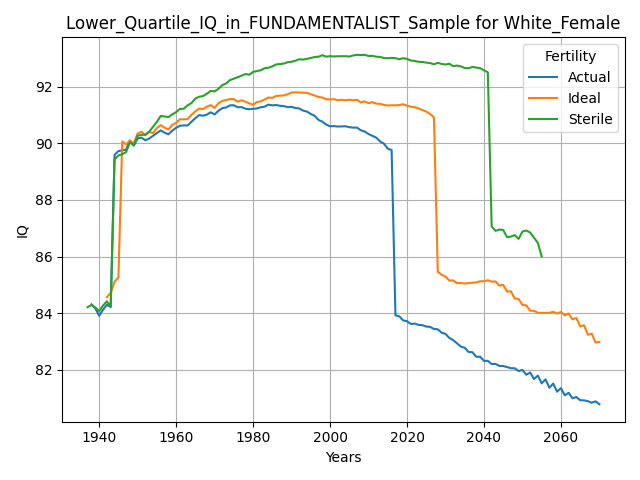 Lower_Quartile_IQ_in_FUNDAMENTALIST_Sample for White_Female
Fertility
Actual
Ideal
Sterile
IQ
92
90
88
86
84
82
1940 1960 1980 2000 2020 2040 2060
Years